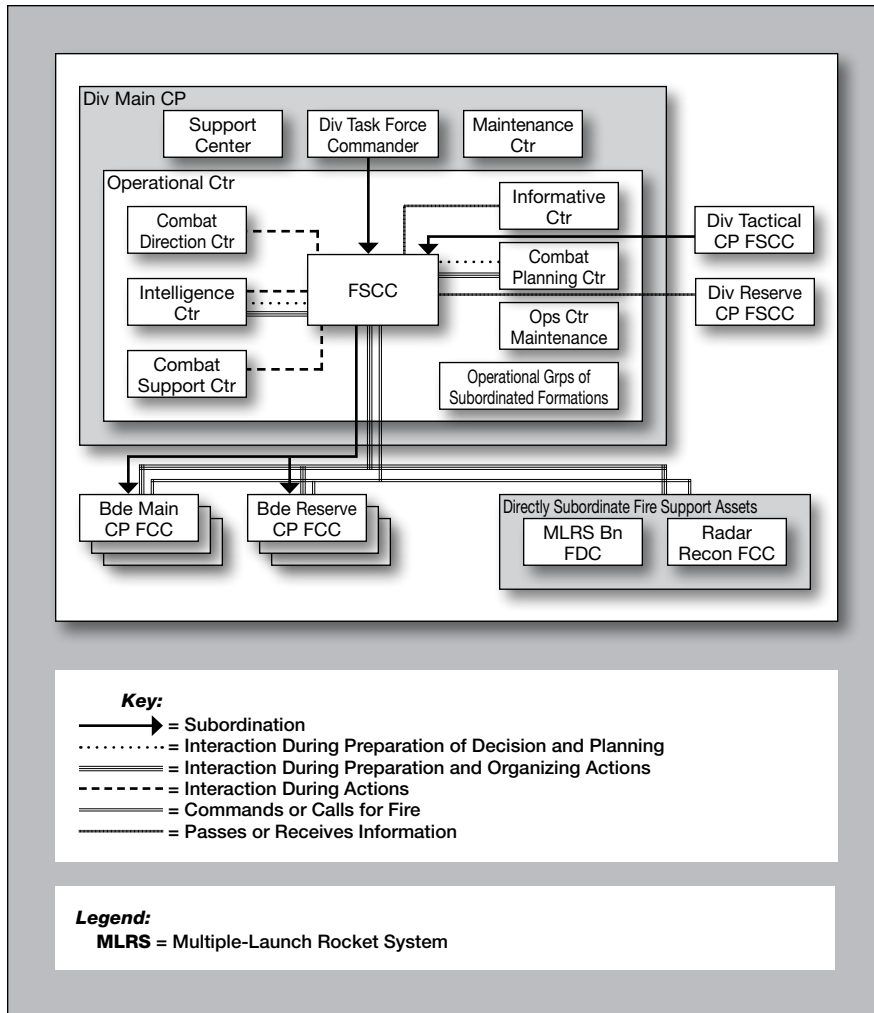 Div Main CP
Support
Center
Div Task Force
Commander
Maintenance
Ctr
Operational Ctr
Combat
Direction Ctr
Informative
Ctr
Div Tactical
CP FSCC
Intelligence
Ctr
FSCC
Combat
Planning Ctr
Div Reserve
CP FSCC
Combat
Support Ctr
Ops Ctr
Maintenance
Operational Grps of
Subordinated Formations
Bde Main
CP FCC
Bde Reserve
CP FCC
Directly Subordinate Fire Support Assets
MLRS Bn
FDC
Radar
Recon FCC
Key:
= Subordination
= Interaction During Preparation of Decision and Planning
= Interaction During Preparation and Organizing Actions
= Interaction During Actions
= Commands or Calls for Fire
= Passes or Receives Information
Legend:
MLRS = Multiple-Launch Rocket System